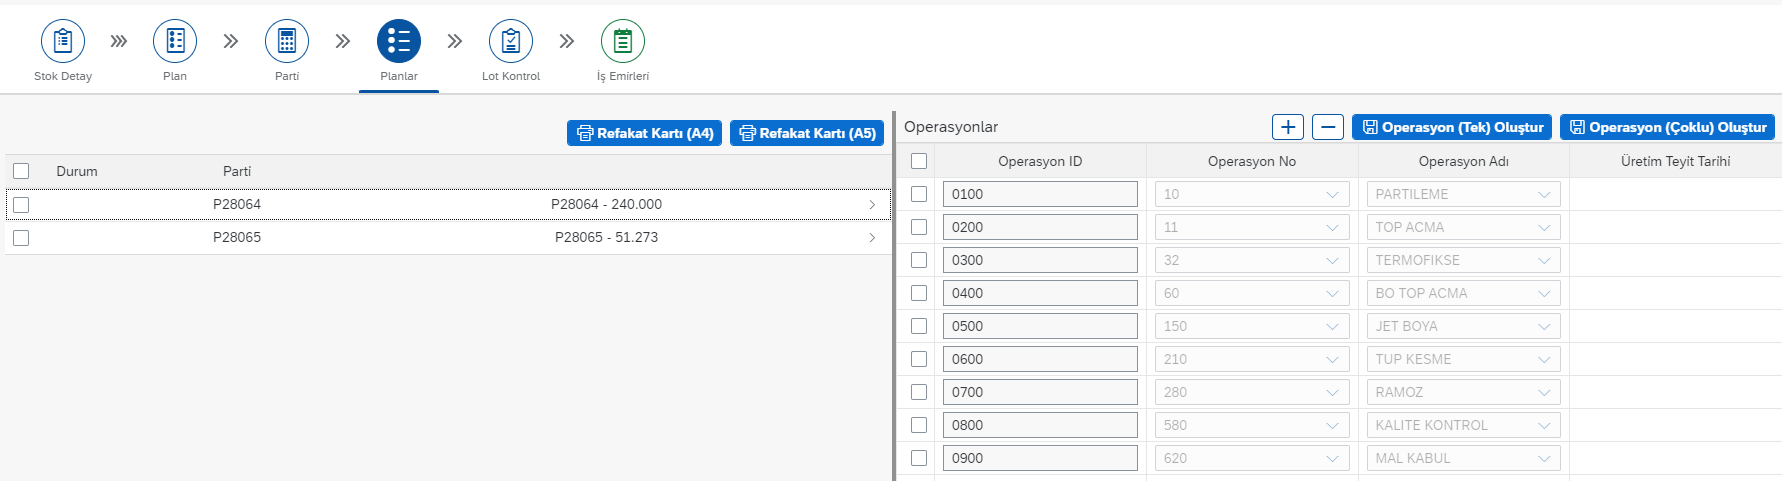 Stok Detay Plan Parti Planlar Lot Kontrol İş Emirleri
Refakat Kartı (A4) Refakat Kartı (A5)
Durum Parti
P28064 P28064 - 240.000
P28065 P28065 - 51.273
Operasyonlar Operasyon (Tek) Oluştur Operasyon (Çoklu) Oluştur
Operasyon ID Operasyon No Operasyon Adı Üretim Teyit Tarihi
0100 10 PARTILEME
0200 11 TOP ACMA
0300 32 TERMOFIKSE
0400 60 BO TOP ACMA
0500 150 JET BOYA
0600 210 TUP KESME
0700 280 RAMOZ
0800 580 KALITE KONTROL
0900 620 MAL KABUL